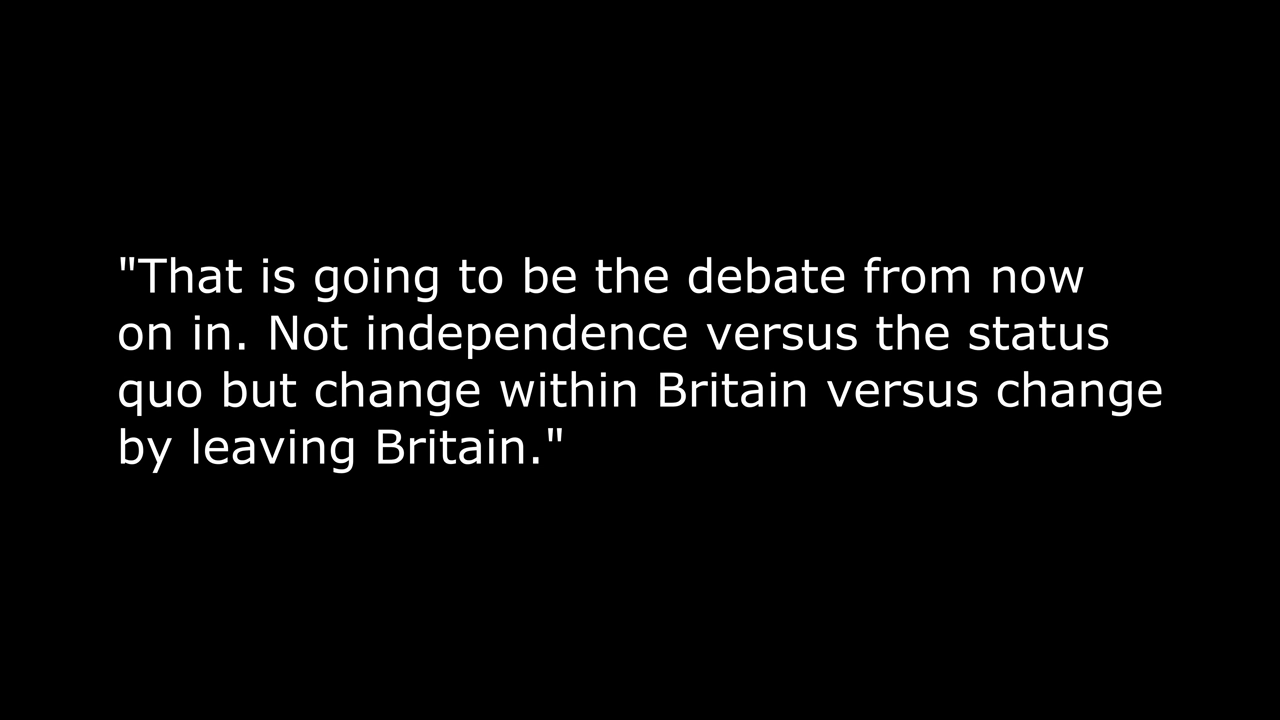 "That is going to be the debate from now
on in. Not independence versus the status
quo but change within Britain versus change
by leaving Britain."